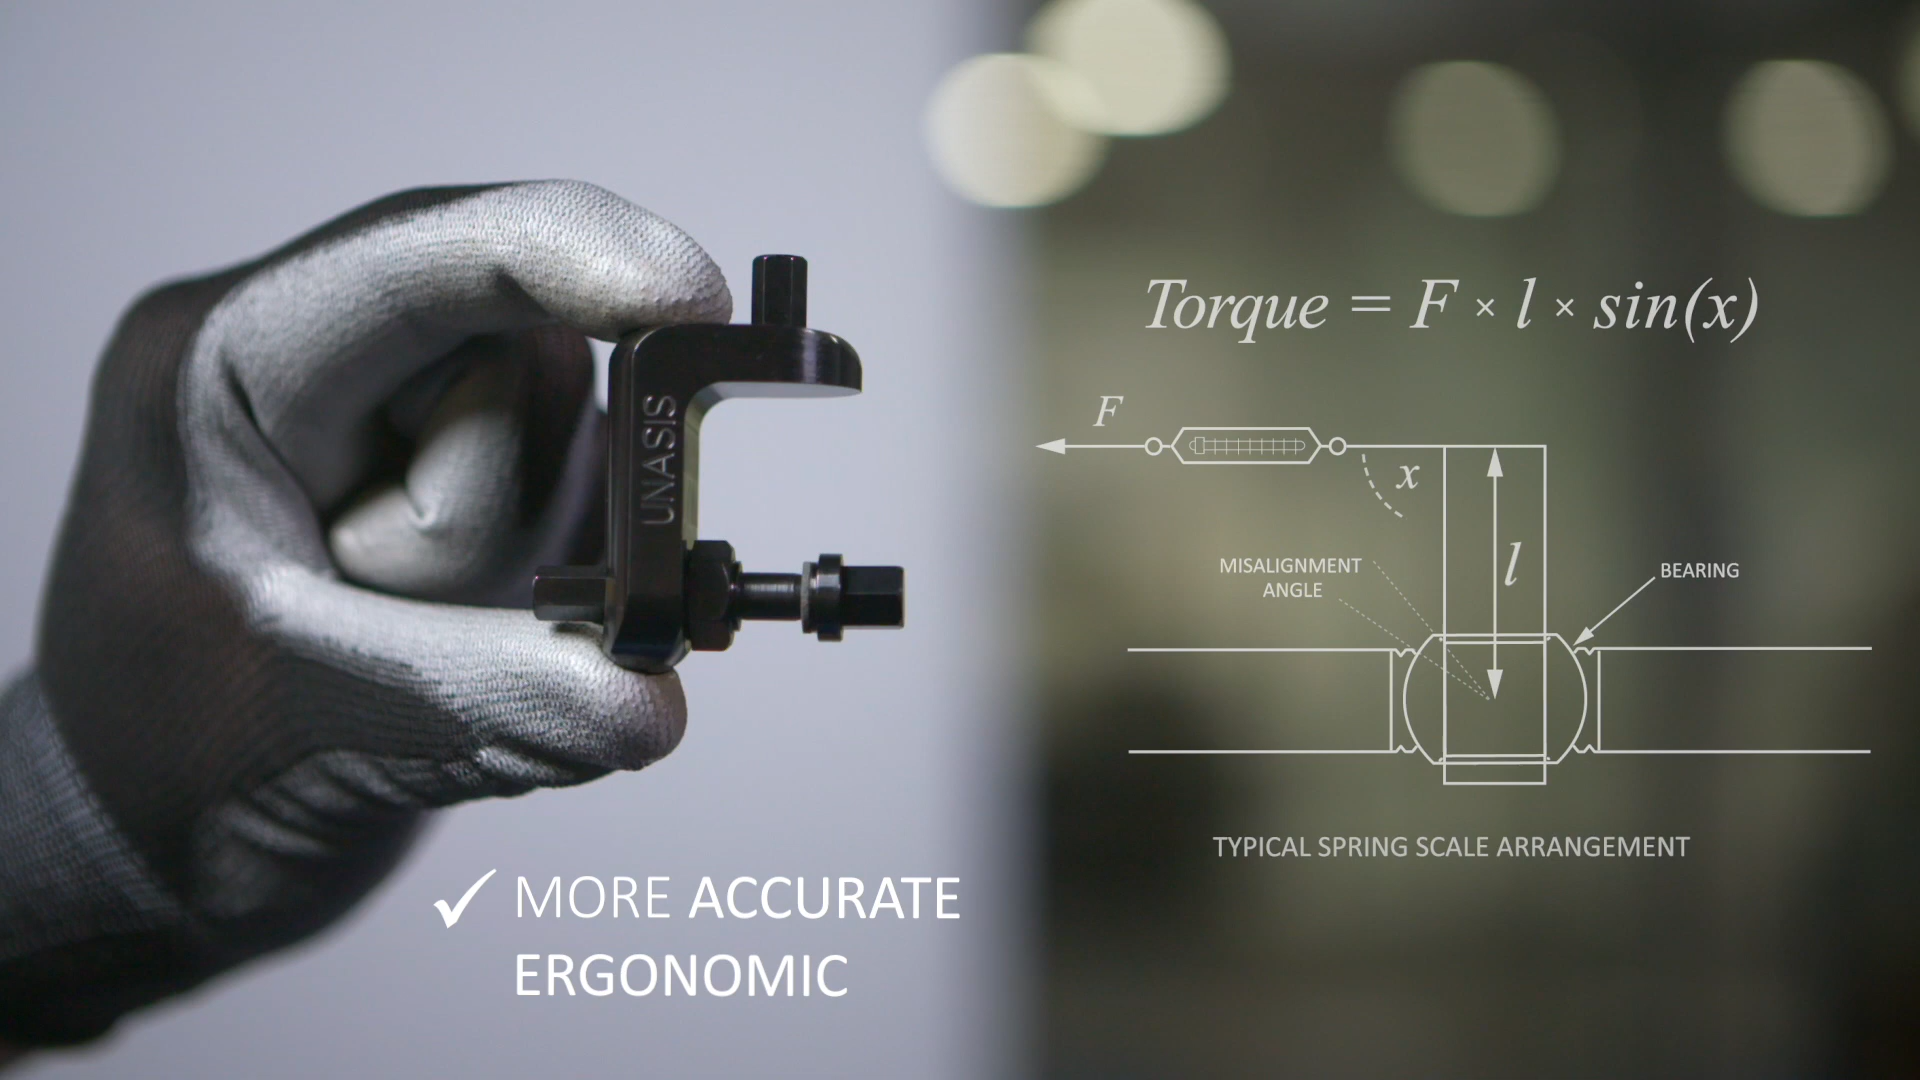 UNASIS
MORE ACCURATE
ERGONOMIC
Torque = F × l × sin(x)
F
x
l
MISALIGNMENT
ANGLE
BEARING
TYPICAL SPRING SCALE ARRANGEMENT